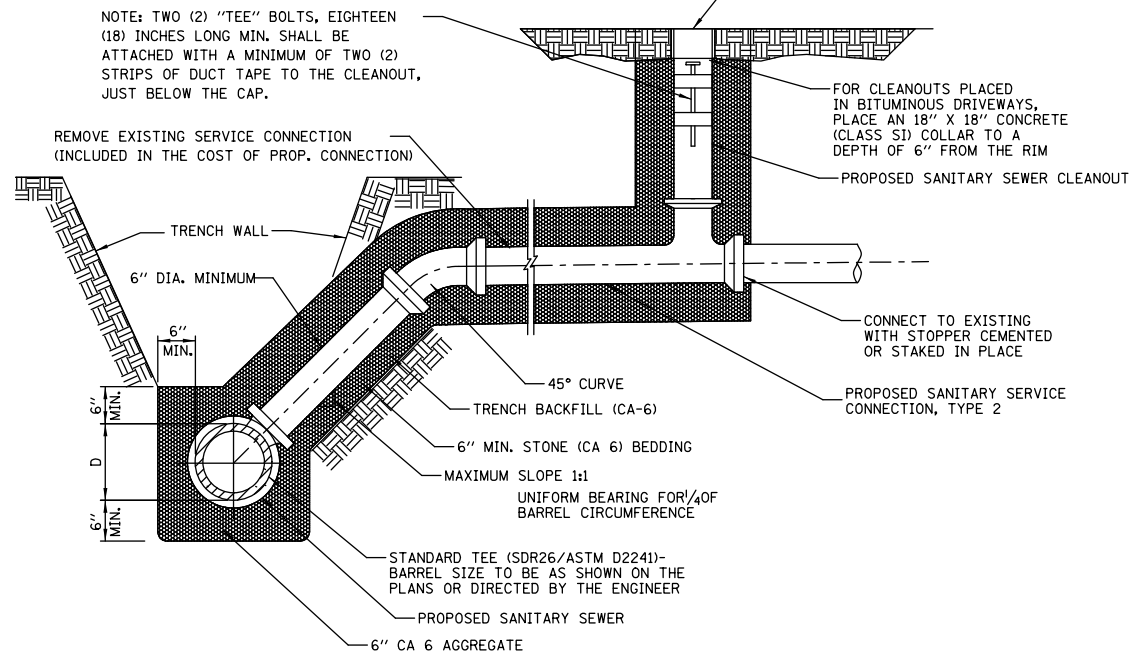 NOTE: TWO (2) "TEE" BOLTS, EIGHTEEN
(18) INCHES LONG MIN. SHALL BE
ATTACHED WITH A MINIMUM OF TWO (2)
STRIPS OF DUCT TAPE TO THE CLEANOUT,
JUST BELOW THE CAP.
FOR CLEANOUTS PLACED
IN BITUMINOUS DRIVEWAYS,
PLACE AN 18" X 18" CONCRETE
(CLASS SI) COLLAR TO A
DEPTH OF 6" FROM THE RIM
REMOVE EXISTING SERVICE CONNECTION
(INCLUDED IN THE COST OF PROP. CONNECTION)
PROPOSED SANITARY SEWER CLEANOUT
TRENCH WALL
6" DIA. MINIMUM
6"
MIN.
CONNECT TO EXISTING
WITH STOPPER CEMENTED
OR STAKED IN PLACE
45° CURVE
PROPOSED SANITARY SERVICE
CONNECTION, TYPE 2
6"
MIN.
TRENCH BACKFILL (CA-6)
6" MIN. STONE (CA 6) BEDDING
D
MAXIMUM SLOPE 1:1
UNIFORM BEARING FOR 1/4 OF
BARREL CIRCUMFERENCE
6"
MIN.
STANDARD TEE (SDR26/ASTM D2241)-
BARREL SIZE TO BE AS SHOWN ON THE
PLANS OR DIRECTED BY THE ENGINEER
PROPOSED SANITARY SEWER
6" CA 6 AGGREGATE